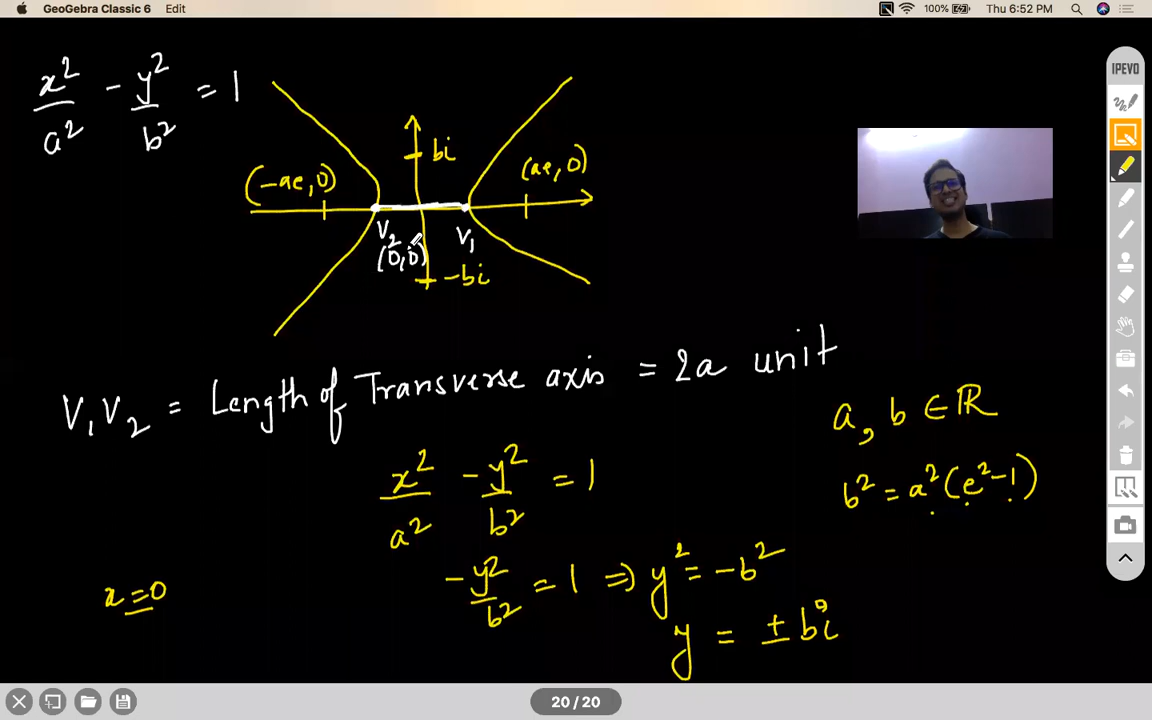 GeoGebra Classic 6 Edit 100% Thu 6:52 PM
IPEVO
x²/a² - y²/b² = 1
bi
(-ae, 0) (ae, 0)
V₂ V₁
(0,0)
-bi
V₁V₂ = Length of Transverse axis = 2a unit
a, b ∈ ℝ
x²/a² - y²/b² = 1
b² = a²(e²-1)
-y²/b² = 1 ⇒ y² = -b²
x=0
y = ± bi
20 / 20